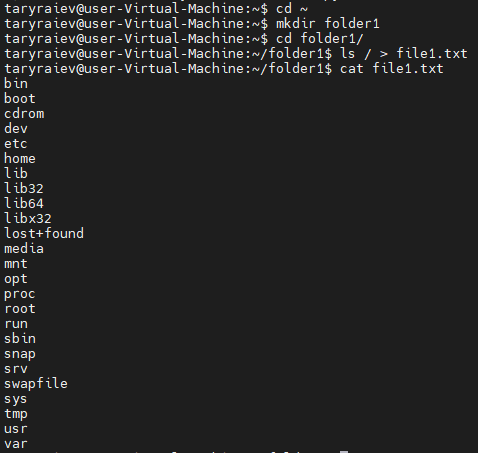 taryraiev@user-Virtual-Machine:~$ cd ~
taryraiev@user-Virtual-Machine:~$ mkdir folder1
taryraiev@user-Virtual-Machine:~$ cd folder1/
taryraiev@user-Virtual-Machine:~/folder1$ ls / > file1.txt
taryraiev@user-Virtual-Machine:~/folder1$ cat file1.txt
bin
boot
cdrom
dev
etc
home
lib
lib32
lib64
libx32
lost+found
media
mnt
opt
proc
root
run
sbin
snap
srv
swapfile
sys
tmp
usr
var